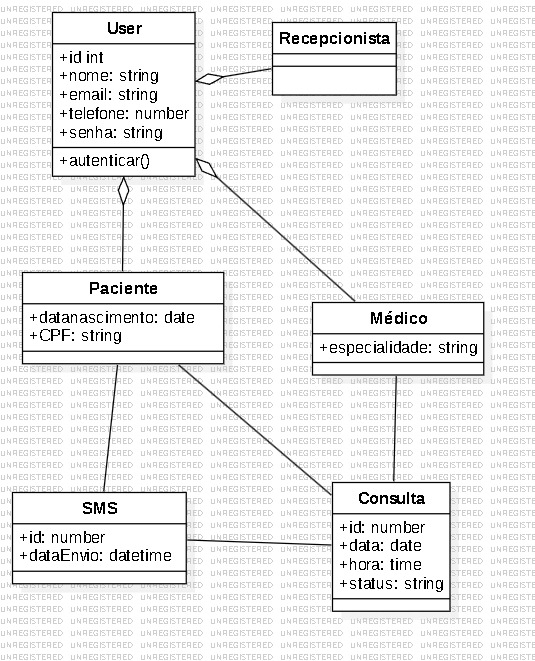 User
+id int
+nome: string
+email: string
+telefone: number
+senha: string
+autenticar()
Recepcionista
Paciente
+datanascimento: date
+CPF: string
Médico
+especialidade: string
SMS
+id: number
+dataEnvio: datetime
Consulta
+id: number
+data: date
+hora: time
+status: string
UNREGISTERED